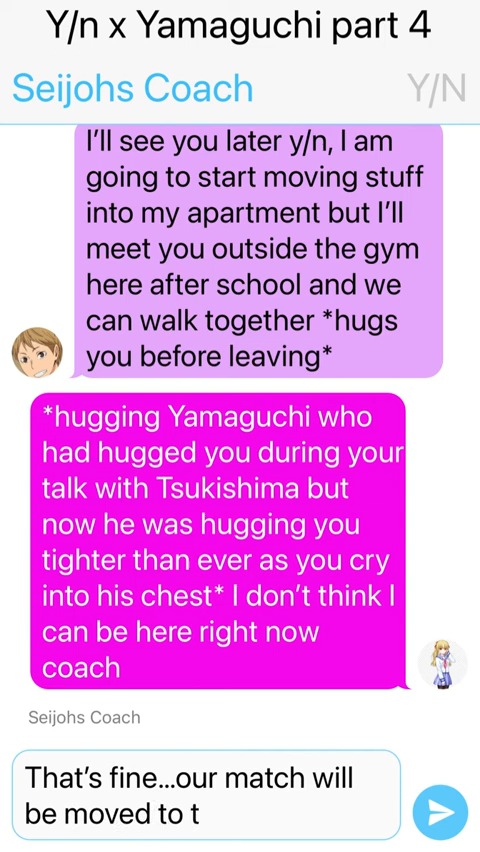 Y/n x Yamaguchi part 4
Seijohs Coach
Y/N
I'll see you later y/n, I am
going to start moving stuff
into my apartment but I'll
meet you outside the gym
here after school and we
can walk together *hugs
you before leaving*
*hugging Yamaguchi who
had hugged you during your
talk with Tsukishima but
now he was hugging you
tighter than ever as you cry
into his chest* I don't think I
can be here right now
coach
Seijohs Coach
That's fine...our match will
be moved to t